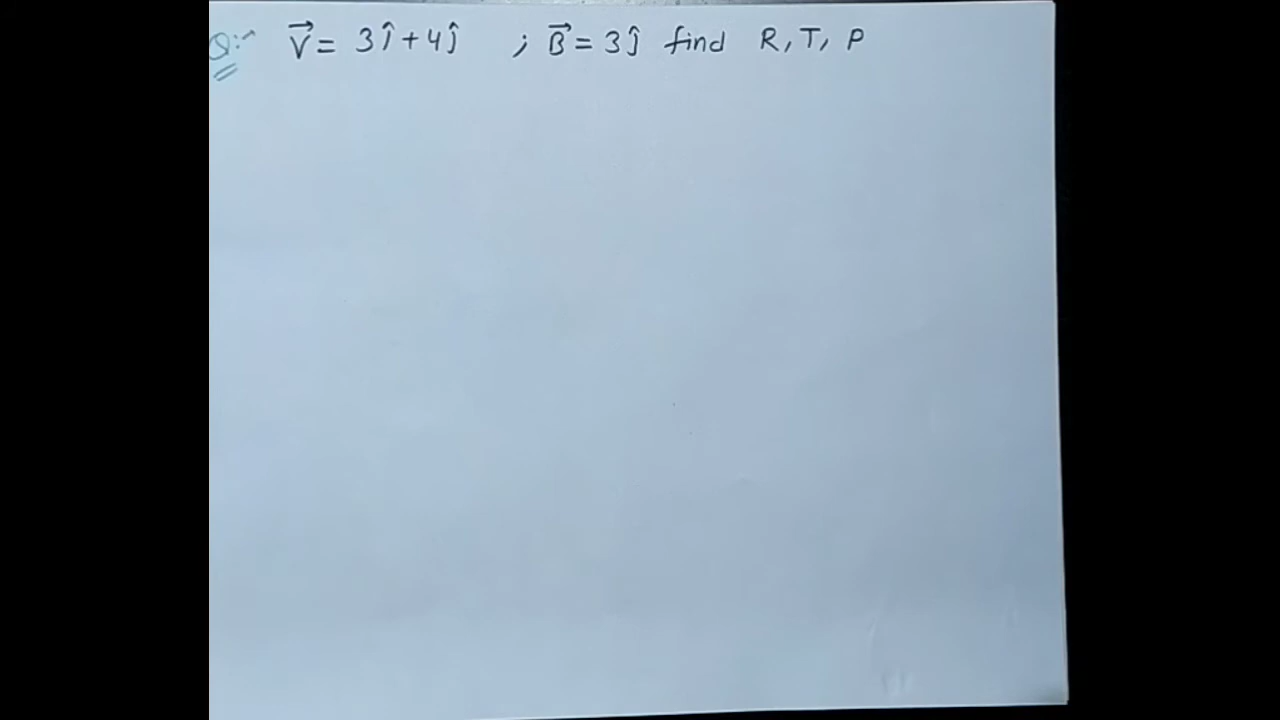 Q:- V⃗ = 3î + 4ĵ ; B⃗ = 3ĵ find R, T, P